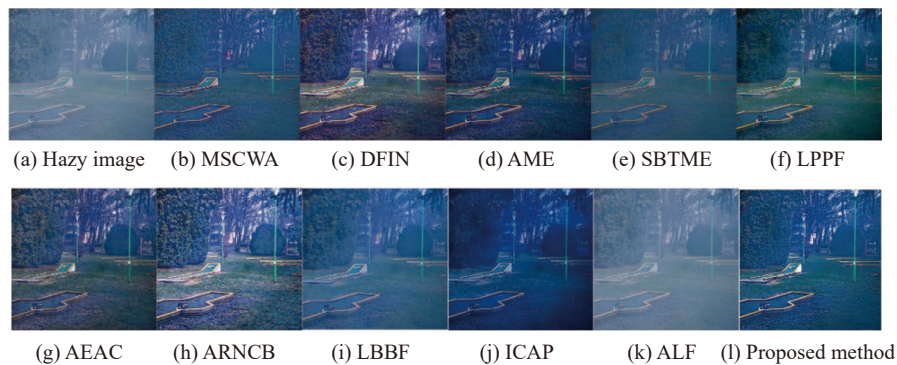 (a) Hazy image (b) MSCWA (c) DFIN (d) AME (e) SBTME (f) LPPF
(g) AEAC (h) ARNCB (i) LBBF (j) ICAP (k) ALF (l) Proposed method